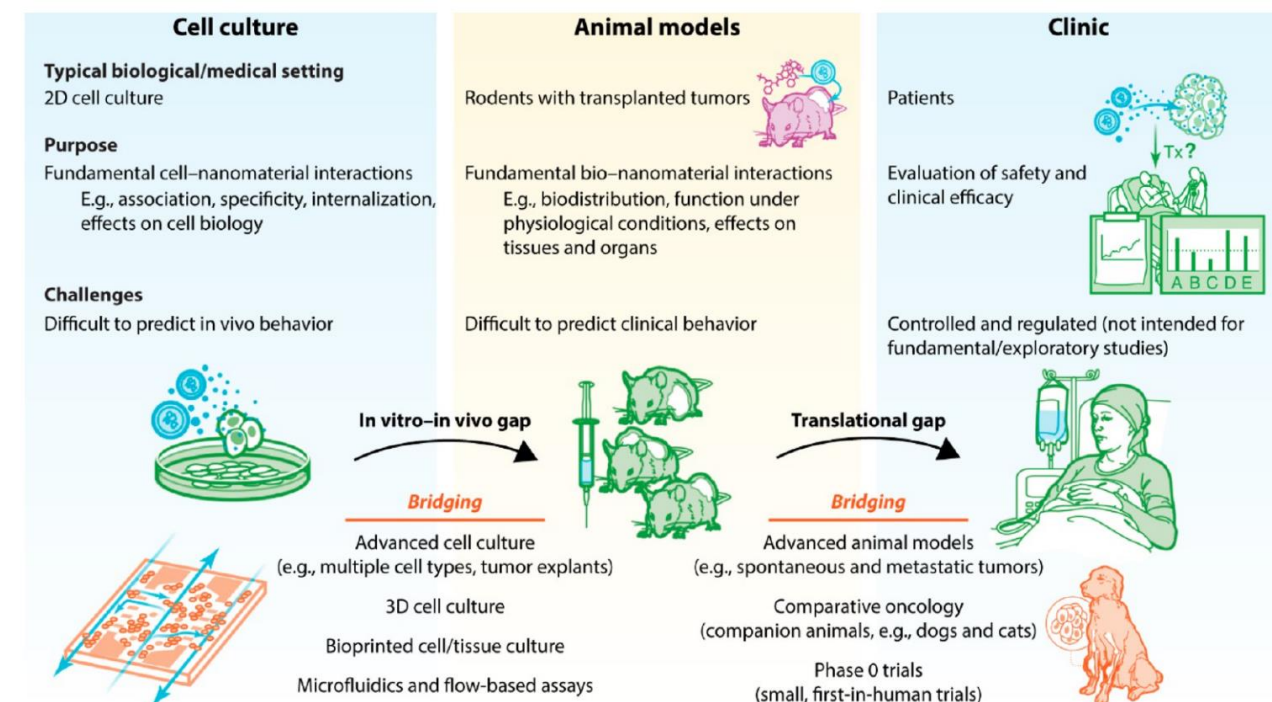 Cell culture
Typical biological/medical setting
2D cell culture
Purpose
Fundamental cell–nanomaterial interactions
E.g., association, specificity, internalization,
effects on cell biology
Challenges
Difficult to predict in vivo behavior
Animal models
Rodents with transplanted tumors
Fundamental bio–nanomaterial interactions
E.g., biodistribution, function under
physiological conditions, effects on
tissues and organs
Difficult to predict clinical behavior
Clinic
Patients
Tx?
Evaluation of safety and
clinical efficacy
A B C D E
Controlled and regulated (not intended for
fundamental/exploratory studies)
In vitro–in vivo gap
Bridging
Advanced cell culture
(e.g., multiple cell types, tumor explants)
3D cell culture
Bioprinted cell/tissue culture
Microfluidics and flow-based assays
Translational gap
Bridging
Advanced animal models
(e.g., spontaneous and metastatic tumors)
Comparative oncology
(companion animals, e.g., dogs and cats)
Phase 0 trials
(small, first-in-human trials)